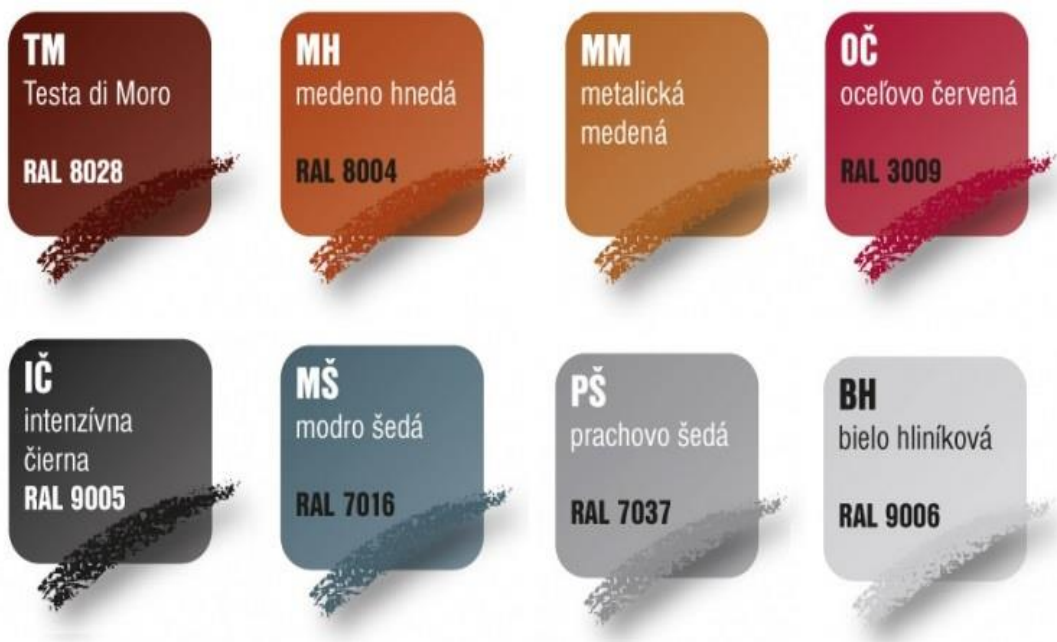 TM
Testa di Moro
RAL 8028
MH
medeno hnedá
RAL 8004
MM
metalická
medená
OČ
oceľovo červená
RAL 3009
IČ
intenzívna
čierna
RAL 9005
MŠ
modro šedá
RAL 7016
PŠ
prachovo šedá
RAL 7037
BH
bielo hliníková
RAL 9006